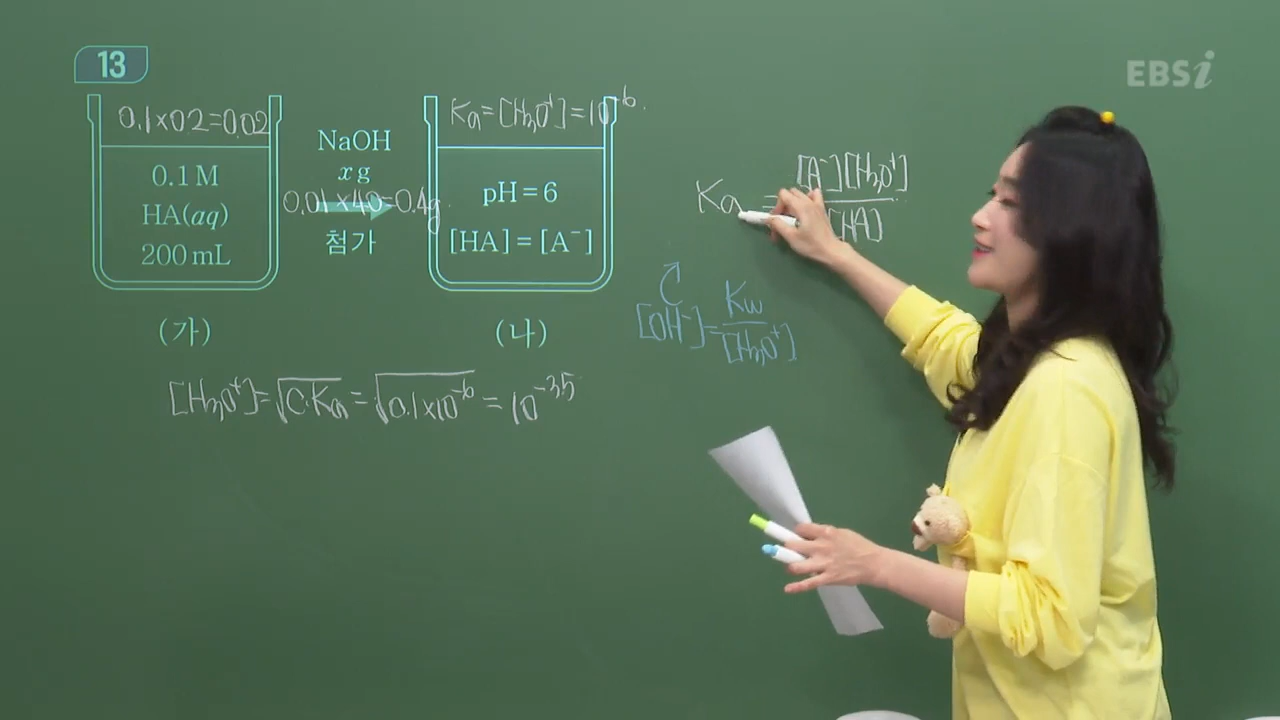 13
EBSi
0.1×0.2=0.02
0.1 M
HA(aq)
200 mL
(가)
NaOH
x g
0.01×40=0.4g
첨가
Ka=[H₃O⁺]=10⁻⁶.
pH=6
[HA]=[A⁻]
(나)
Ka = [A⁻][H₃O⁺] / [HA]
[OH⁻]=Kw/[H₃O⁺]
[H₃O⁺]=√C·Ka = √0.1×10⁻⁶ = 10⁻³·⁵